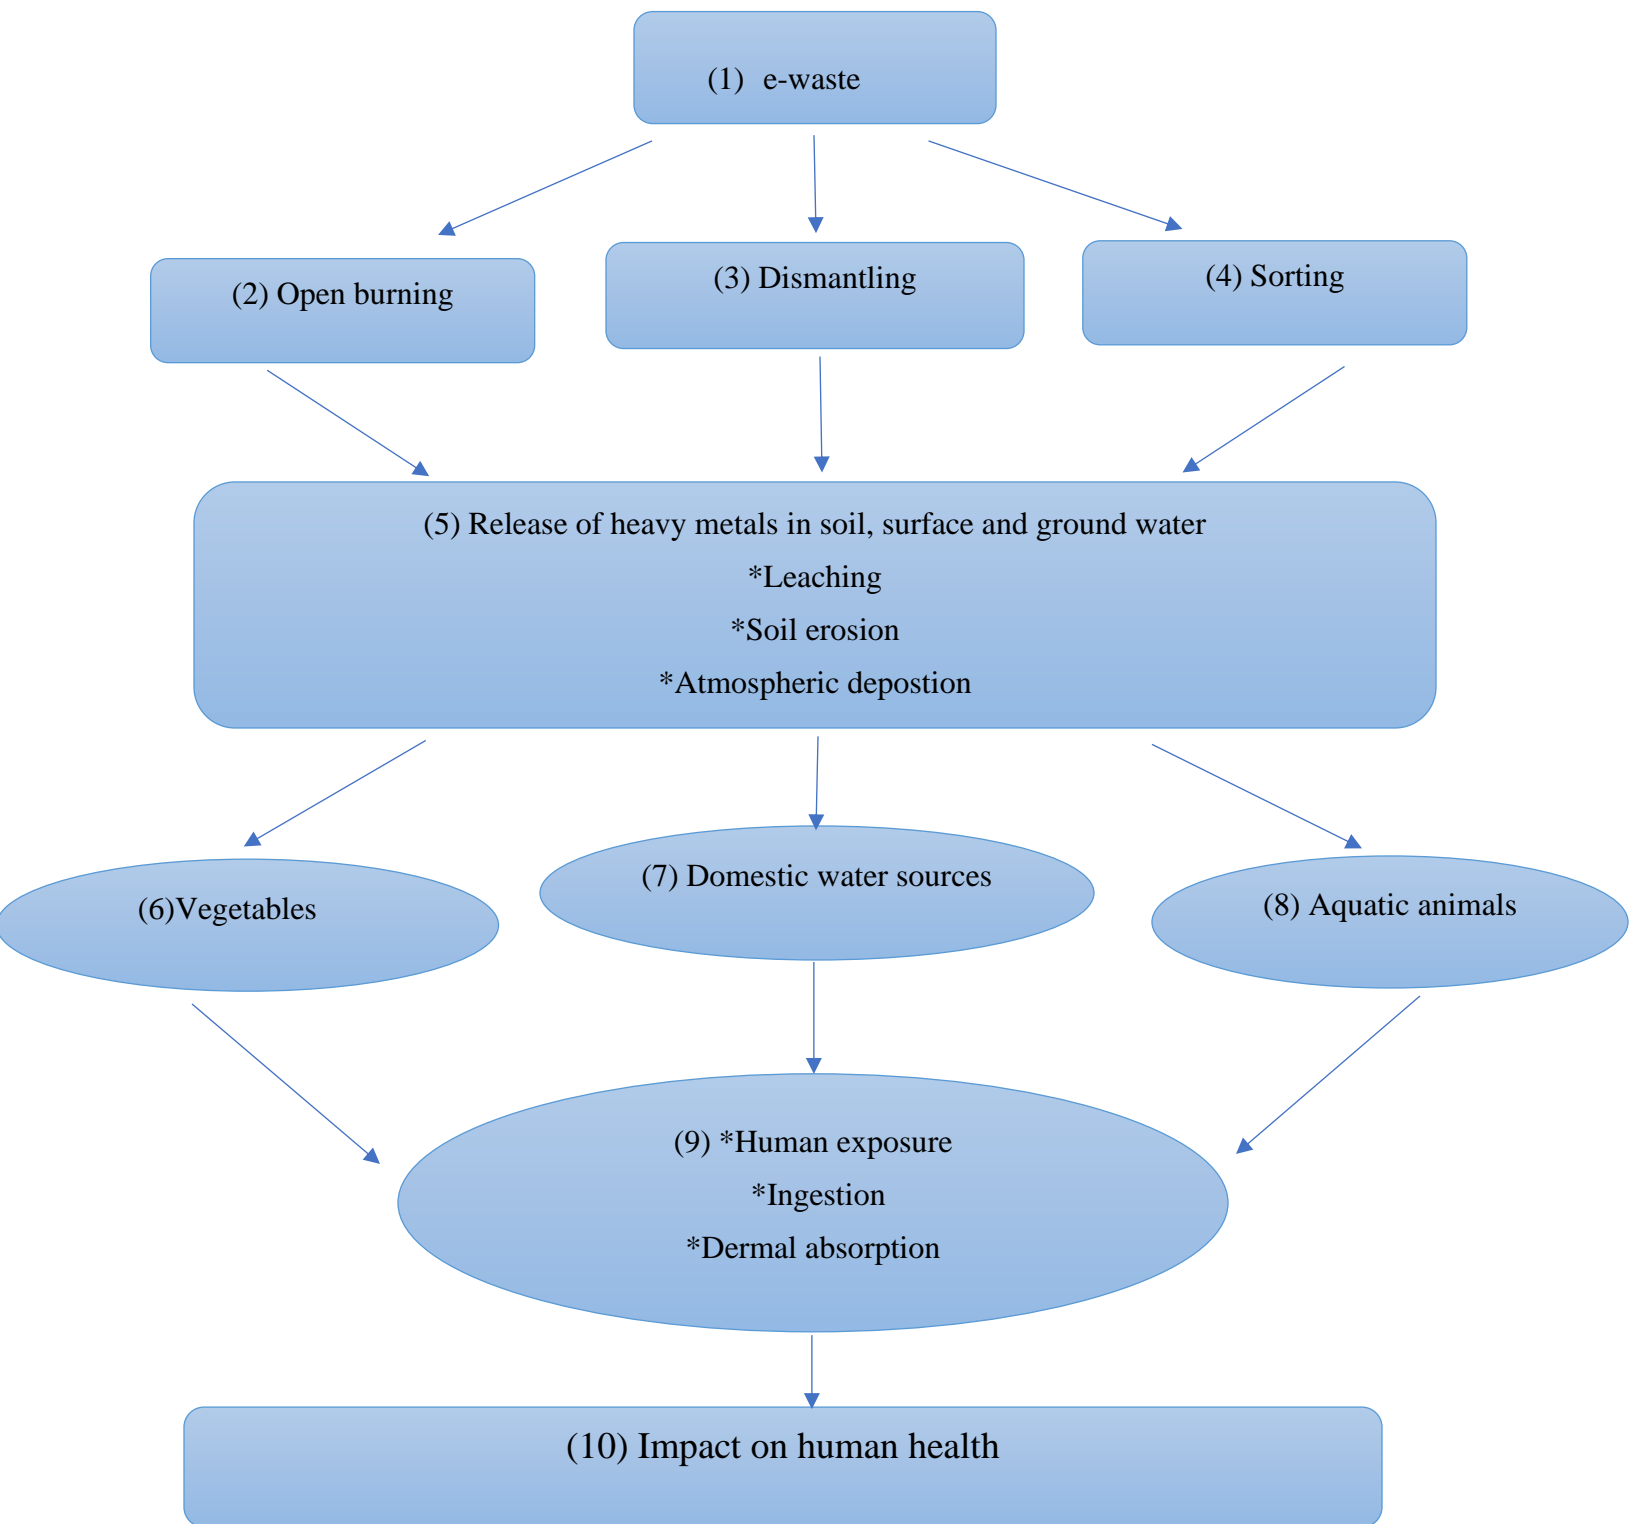 (1) e-waste
(2) Open burning
(3) Dismantling
(4) Sorting
(5) Release of heavy metals in soil, surface and ground water
*Leaching
*Soil erosion
*Atmospheric depostion
(6)Vegetables
(7) Domestic water sources
(8) Aquatic animals
(9) *Human exposure
*Ingestion
*Dermal absorption
(10) Impact on human health